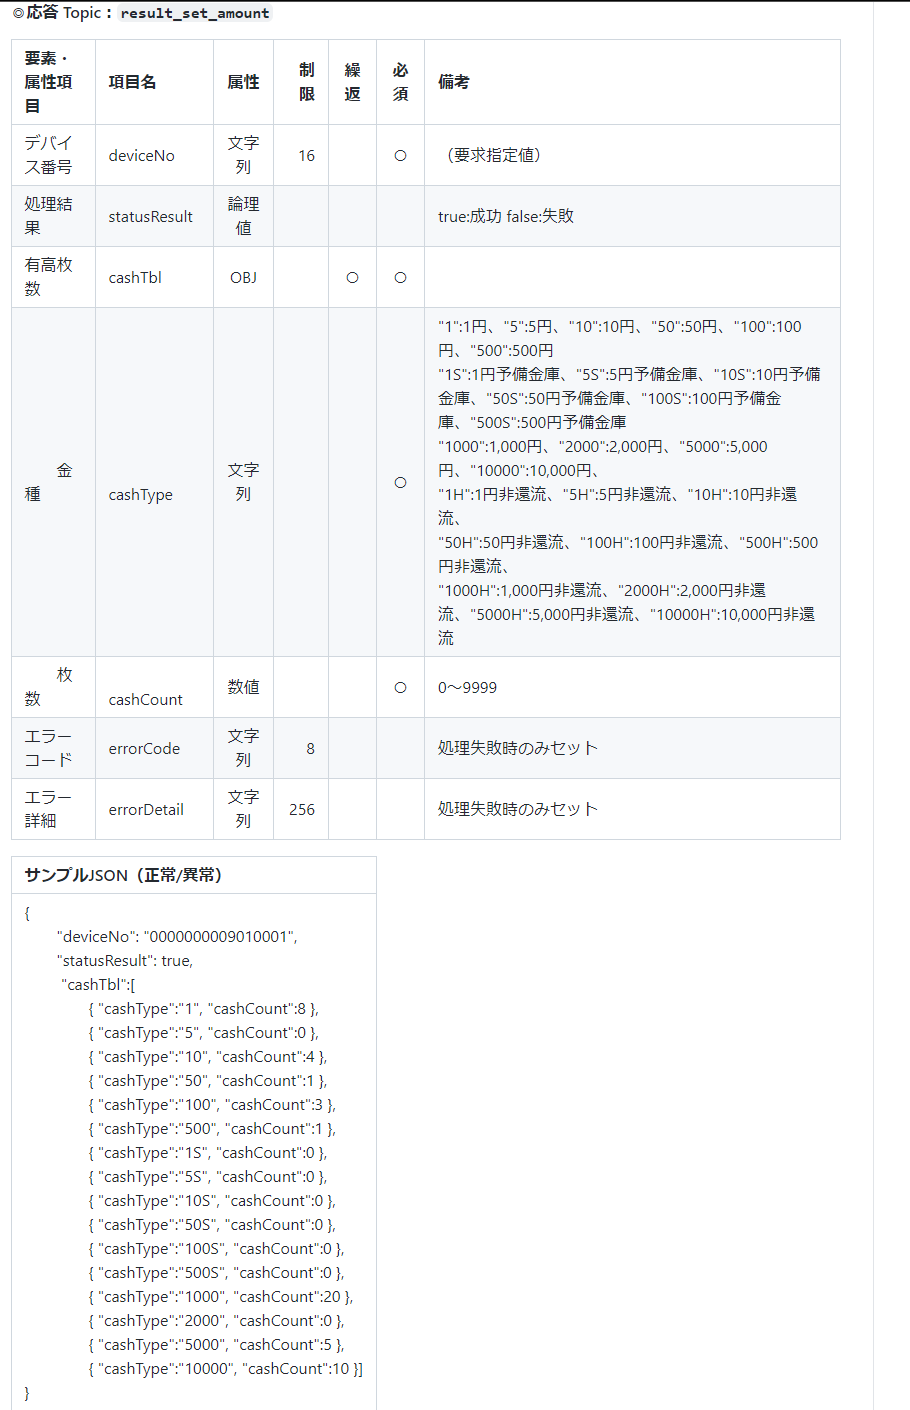 ◎応答 Topic：result_set_amount
要素・属性項目 項目名 属性 制限 繰返 必須 備考
デバイス番号 deviceNo 文字列 16 ○ （要求指定値）
処理結果 statusResult 論理値 true:成功 false:失敗
有高枚数 cashTbl OBJ ○ ○
金種 cashType 文字列 ○
"1":1円、"5":5円、"10":10円、"50":50円、"100":100
円、"500":500円
"1S":1円予備金庫、"5S":5円予備金庫、"10S":10円予備
金庫、"50S":50円予備金庫、"100S":100円予備金
庫、"500S":500円予備金庫
"1000":1,000円、"2000":2,000円、"5000":5,000
円、"10000":10,000円、
"1H":1円非還流、"5H":5円非還流、"10H":10円非還
流、
"50H":50円非還流、"100H":100円非還流、"500H":500
円非還流、
"1000H":1,000円非還流、"2000H":2,000円非還
流、"5000H":5,000円非還流、"10000H":10,000円非還
流
枚数 cashCount 数値 ○ 0～9999
エラーコード errorCode 文字列 8 処理失敗時のみセット
エラー詳細 errorDetail 文字列 256 処理失敗時のみセット
サンプルJSON（正常/異常）
{
"deviceNo": "0000000009010001",
"statusResult": true,
"cashTbl":[
{ "cashType":"1", "cashCount":8 },
{ "cashType":"5", "cashCount":0 },
{ "cashType":"10", "cashCount":4 },
{ "cashType":"50", "cashCount":1 },
{ "cashType":"100", "cashCount":3 },
{ "cashType":"500", "cashCount":1 },
{ "cashType":"1S", "cashCount":0 },
{ "cashType":"5S", "cashCount":0 },
{ "cashType":"10S", "cashCount":0 },
{ "cashType":"50S", "cashCount":0 },
{ "cashType":"100S", "cashCount":0 },
{ "cashType":"500S", "cashCount":0 },
{ "cashType":"1000", "cashCount":20 },
{ "cashType":"2000", "cashCount":0 },
{ "cashType":"5000", "cashCount":5 },
{ "cashType":"10000", "cashCount":10 }]
}